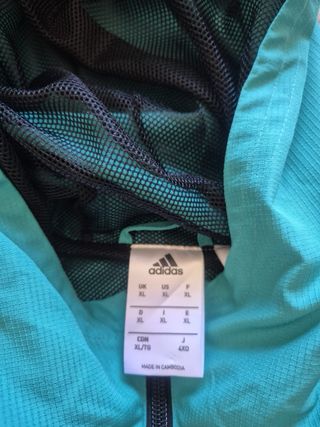 adidas
UK US F
XL XL XL
D I E
XL XL XL
CDN J
XL/TG 4XO
MADE IN CAMBODIA